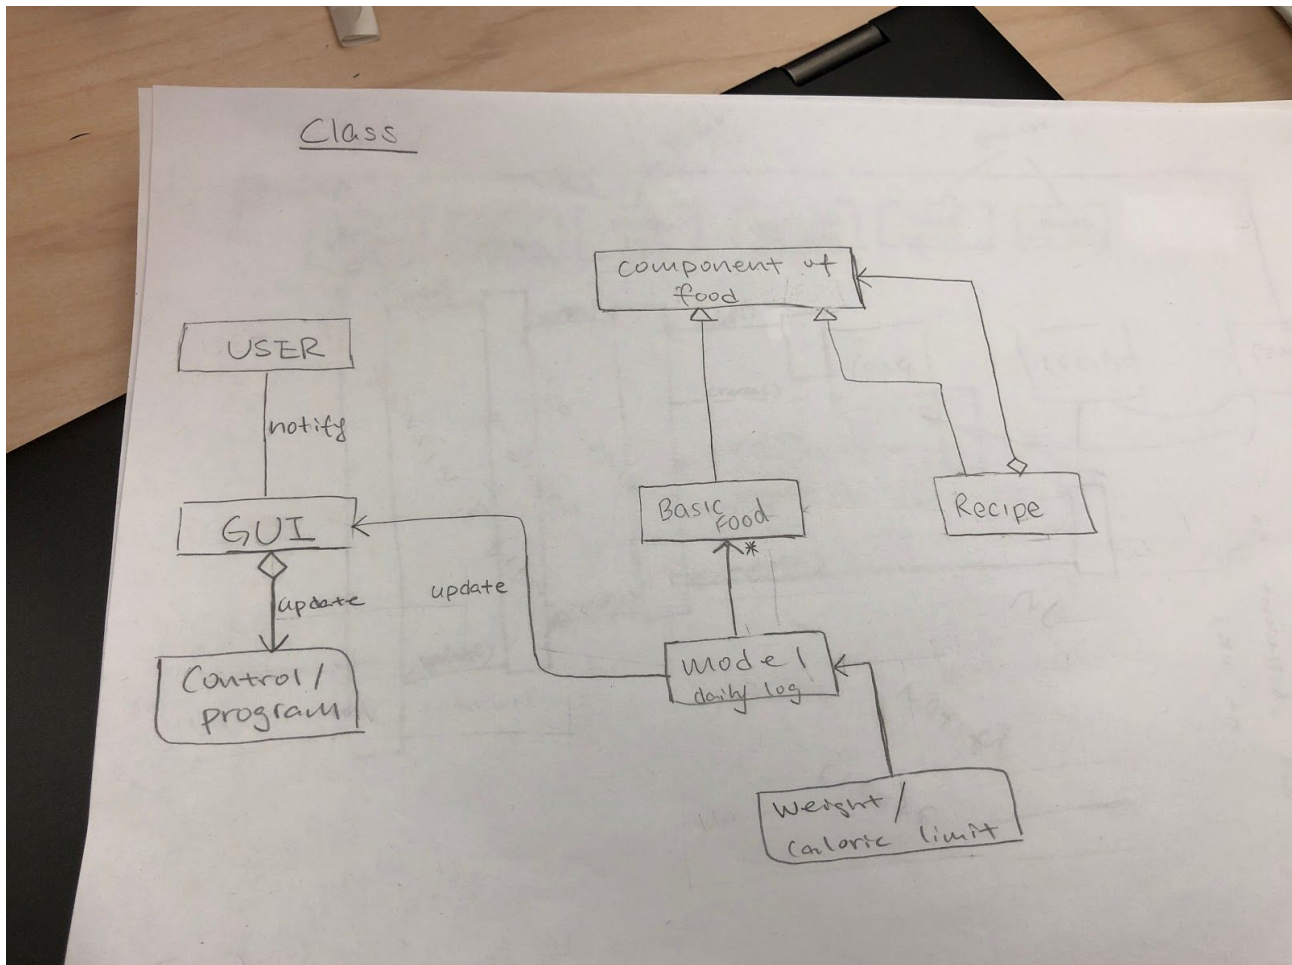 Class
component of
food
USER
notify
GUI
update
Control/
program
update
Basic
Food
*
Recipe
model
daily log
Weight/
caloric limit